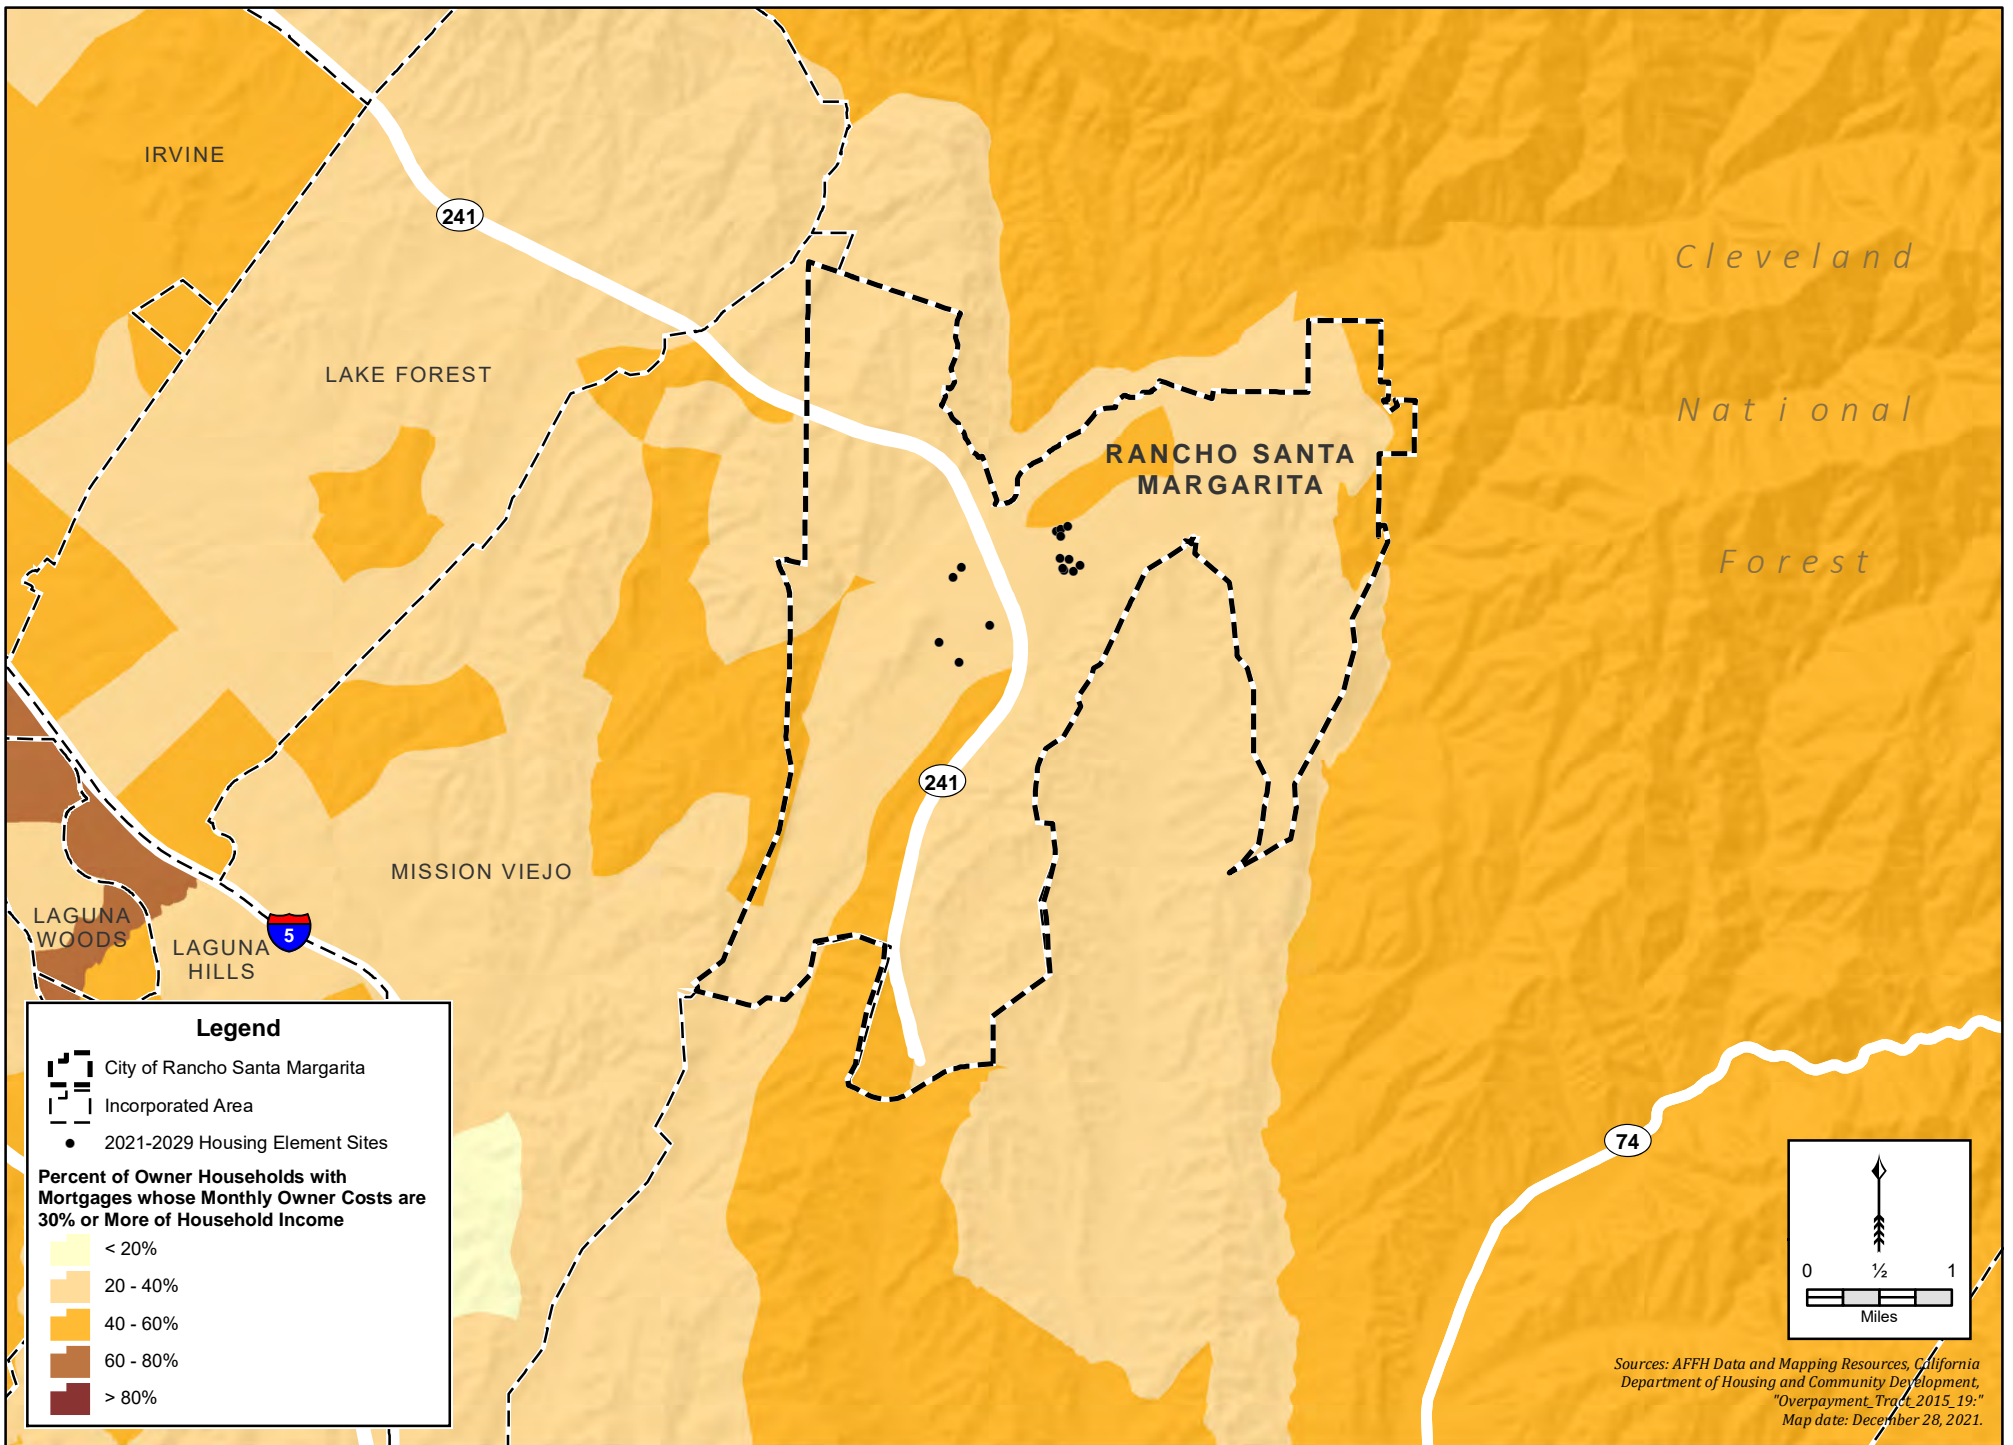 IRVINE
241
Cleveland
LAKE FOREST
National
RANCHO SANTA
MARGARITA
Forest
241
MISSION VIEJO
LAGUNA
WOODS
5
LAGUNA
HILLS
74
Legend
City of Rancho Santa Margarita
Incorporated Area
2021-2029 Housing Element Sites
Percent of Owner Households with
Mortgages whose Monthly Owner Costs are
30% or More of Household Income
< 20%
20 - 40%
40 - 60%
60 - 80%
> 80%
0 ½ 1
Miles
Sources: AFFH Data and Mapping Resources, California
Department of Housing and Community Development,
"Overpayment_Tract_2015_19:"
Map date: December 28, 2021.